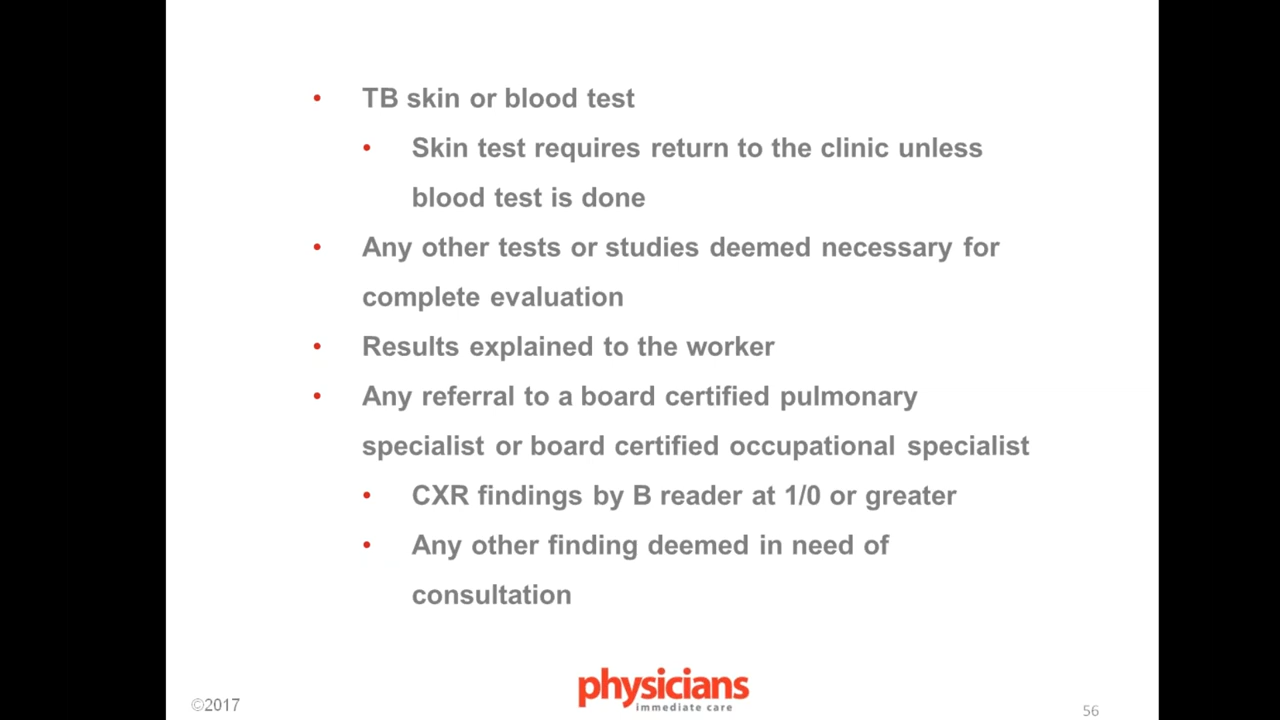 • TB skin or blood test
• Skin test requires return to the clinic unless
blood test is done
• Any other tests or studies deemed necessary for
complete evaluation
• Results explained to the worker
• Any referral to a board certified pulmonary
specialist or board certified occupational specialist
• CXR findings by B reader at 1/0 or greater
• Any other finding deemed in need of
consultation
physicians
immediate care
©2017
56